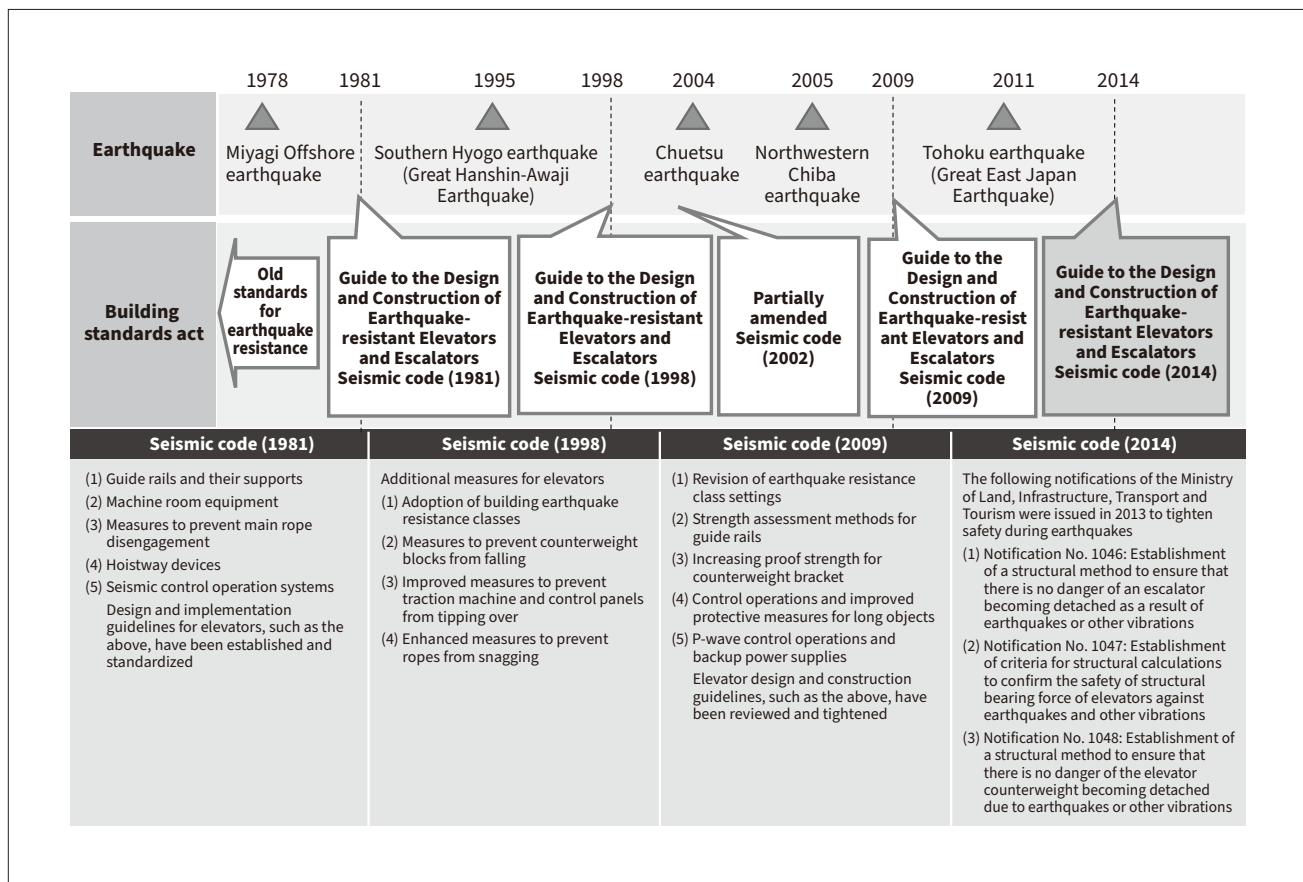 1978
1981
1995
1998
2004
2005
2009
2011
2014
Earthquake
Miyagi Offshore
earthquake
Southern Hyogo earthquake
(Great Hanshin-Awaji
Earthquake)
Chuetsu
earthquake
Northwestern
Chiba
earthquake
Tohoku earthquake
(Great East Japan
Earthquake)
Building
standards act
Old
standards
for
earthquake
resistance
Guide to the Design
and Construction of
Earthquake-
resistant Elevators
and Escalators
Seismic code (1981)
Guide to the Design
and Construction of
Earthquake-resistant
Elevators and
Escalators
Seismic code (1998)
Partially
amended
Seismic code
(2002)
Guide to the
Design and
Construction of
Earthquake-resist
ant Elevators and
Escalators
Seismic code
(2009)
Guide to the Design
and Construction of
Earthquake-
resistant Elevators
and Escalators
Seismic code (2014)
Seismic code (1981)
(1) Guide rails and their supports
(2) Machine room equipment
(3) Measures to prevent main rope
disengagement
(4) Hoistway devices
(5) Seismic control operation systems
Design and implementation
guidelines for elevators, such as the
above, have been established and
standardized
Seismic code (1998)
Additional measures for elevators
(1) Adoption of building earthquake
resistance classes
(2) Measures to prevent counterweight
blocks from falling
(3) Improved measures to prevent
traction machine and control panels
from tipping over
(4) Enhanced measures to prevent
ropes from snagging
Seismic code (2009)
(1) Revision of earthquake resistance
class settings
(2) Strength assessment methods for
guide rails
(3) Increasing proof strength for
counterweight bracket
(4) Control operations and improved
protective measures for long objects
(5) P-wave control operations and
backup power supplies
Elevator design and construction
guidelines, such as the above, have
been reviewed and tightened
Seismic code (2014)
The following notifications of the Ministry
of Land, Infrastructure, Transport and
Tourism were issued in 2013 to tighten
safety during earthquakes
(1) Notification No. 1046: Establishment
of a structural method to ensure that
there is no danger of an escalator
becoming detached as a result of
earthquakes or other vibrations
(2) Notification No. 1047: Establishment
of criteria for structural calculations
to confirm the safety of structural
bearing force of elevators against
earthquakes and other vibrations
(3) Notification No. 1048: Establishment of
a structural method to ensure that
there is no danger of the elevator
counterweight becoming detached
due to earthquakes or other vibrations